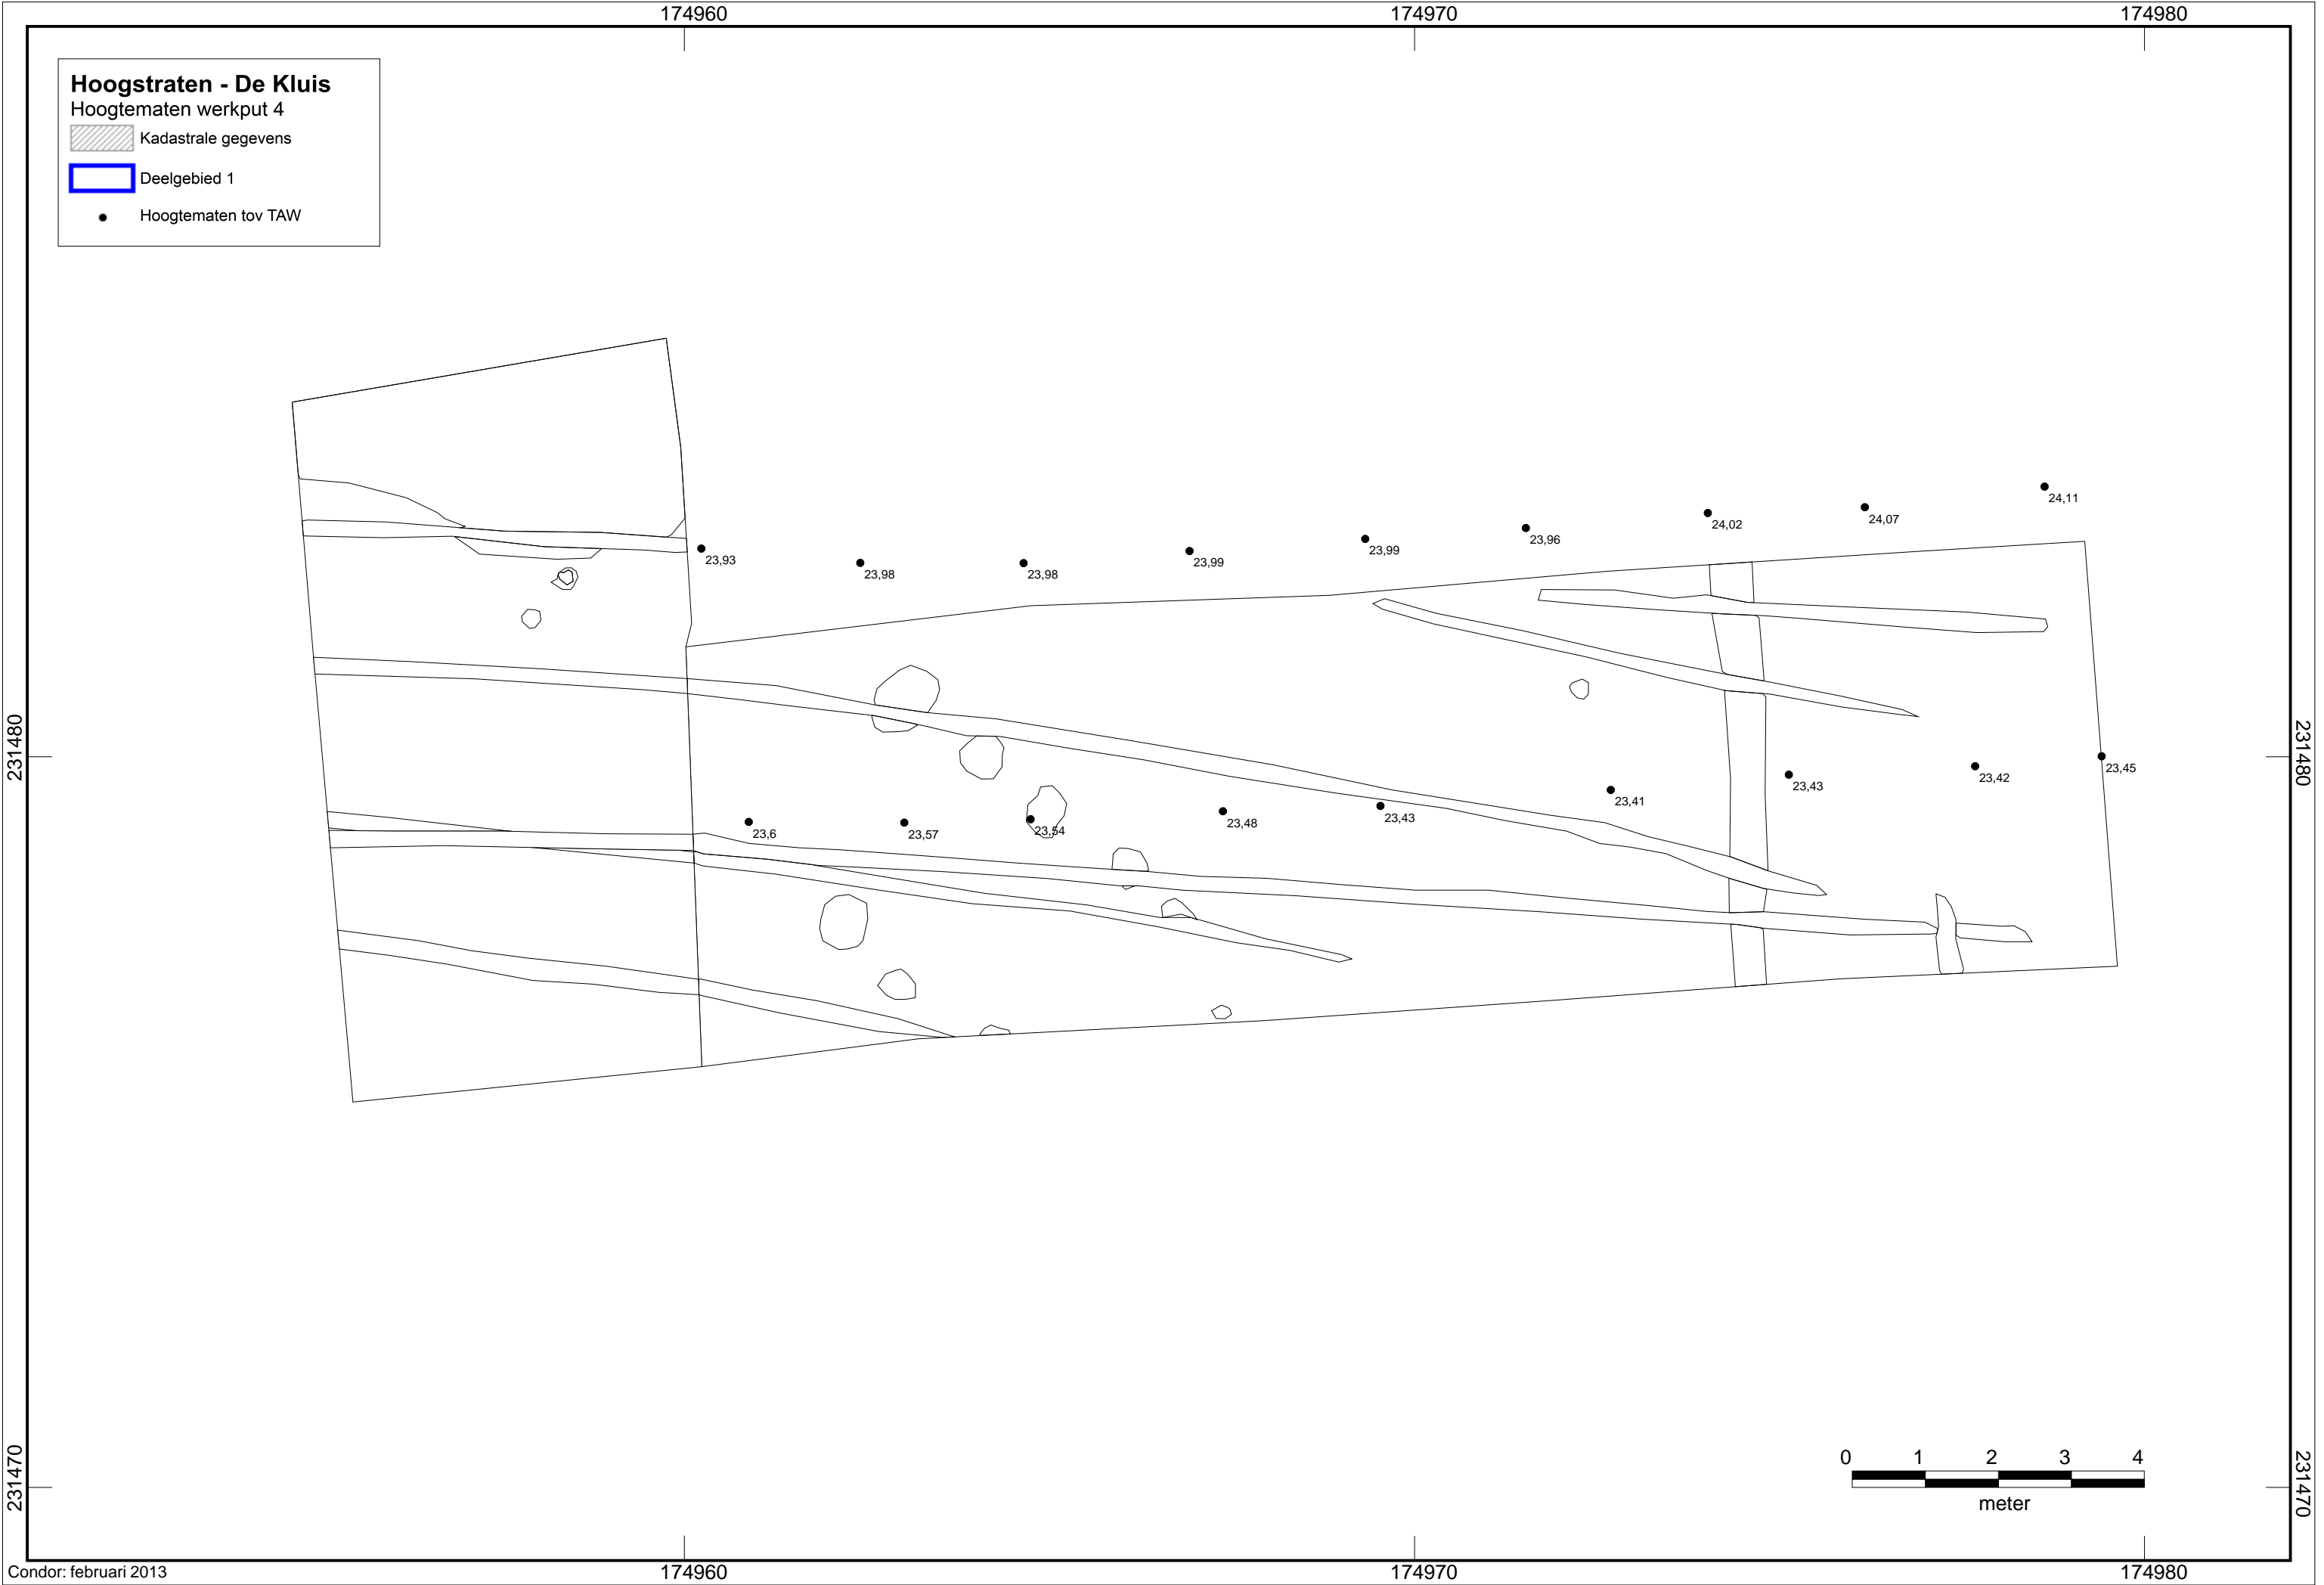 174960 174970 174980
Hoogstraten - De Kluis
Hoogtematen werkput 4
Kadastrale gegevens
Deelgebied 1
Hoogtematen tov TAW
24,11
24,07
24,02
23,96
23,99
23,99
23,98
23,98
23,93
231480
231480
23,45
23,42
23,43
23,41
23,43
23,48
23,54
23,57
23,6
231470
231470
0 1 2 3 4
meter
Condor: februari 2013
174960 174970 174980